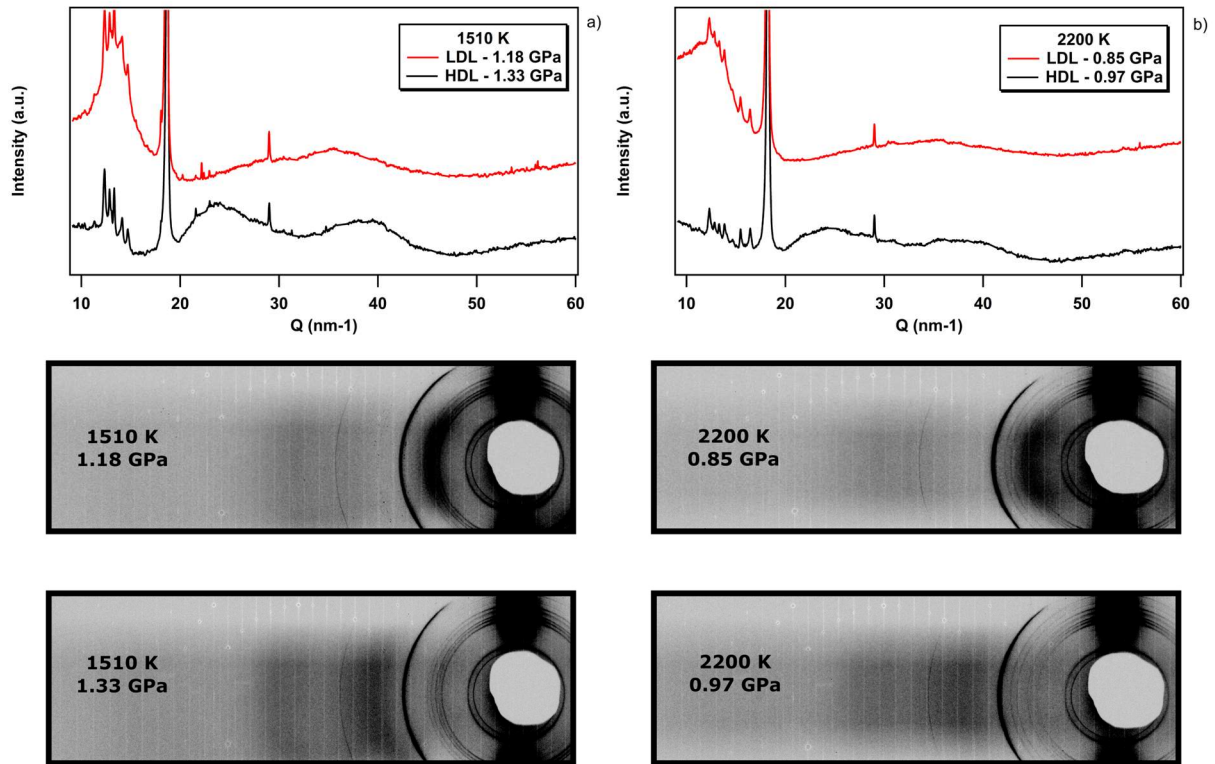 a)
1510 K
LDL - 1.18 GPa
HDL - 1.33 GPa
Intensity (a.u.)
10 20 30 40 50 60
Q (nm-1)
b)
2200 K
LDL - 0.85 GPa
HDL - 0.97 GPa
Intensity (a.u.)
10 20 30 40 50 60
Q (nm-1)
1510 K
1.18 GPa
2200 K
0.85 GPa
1510 K
1.33 GPa
2200 K
0.97 GPa